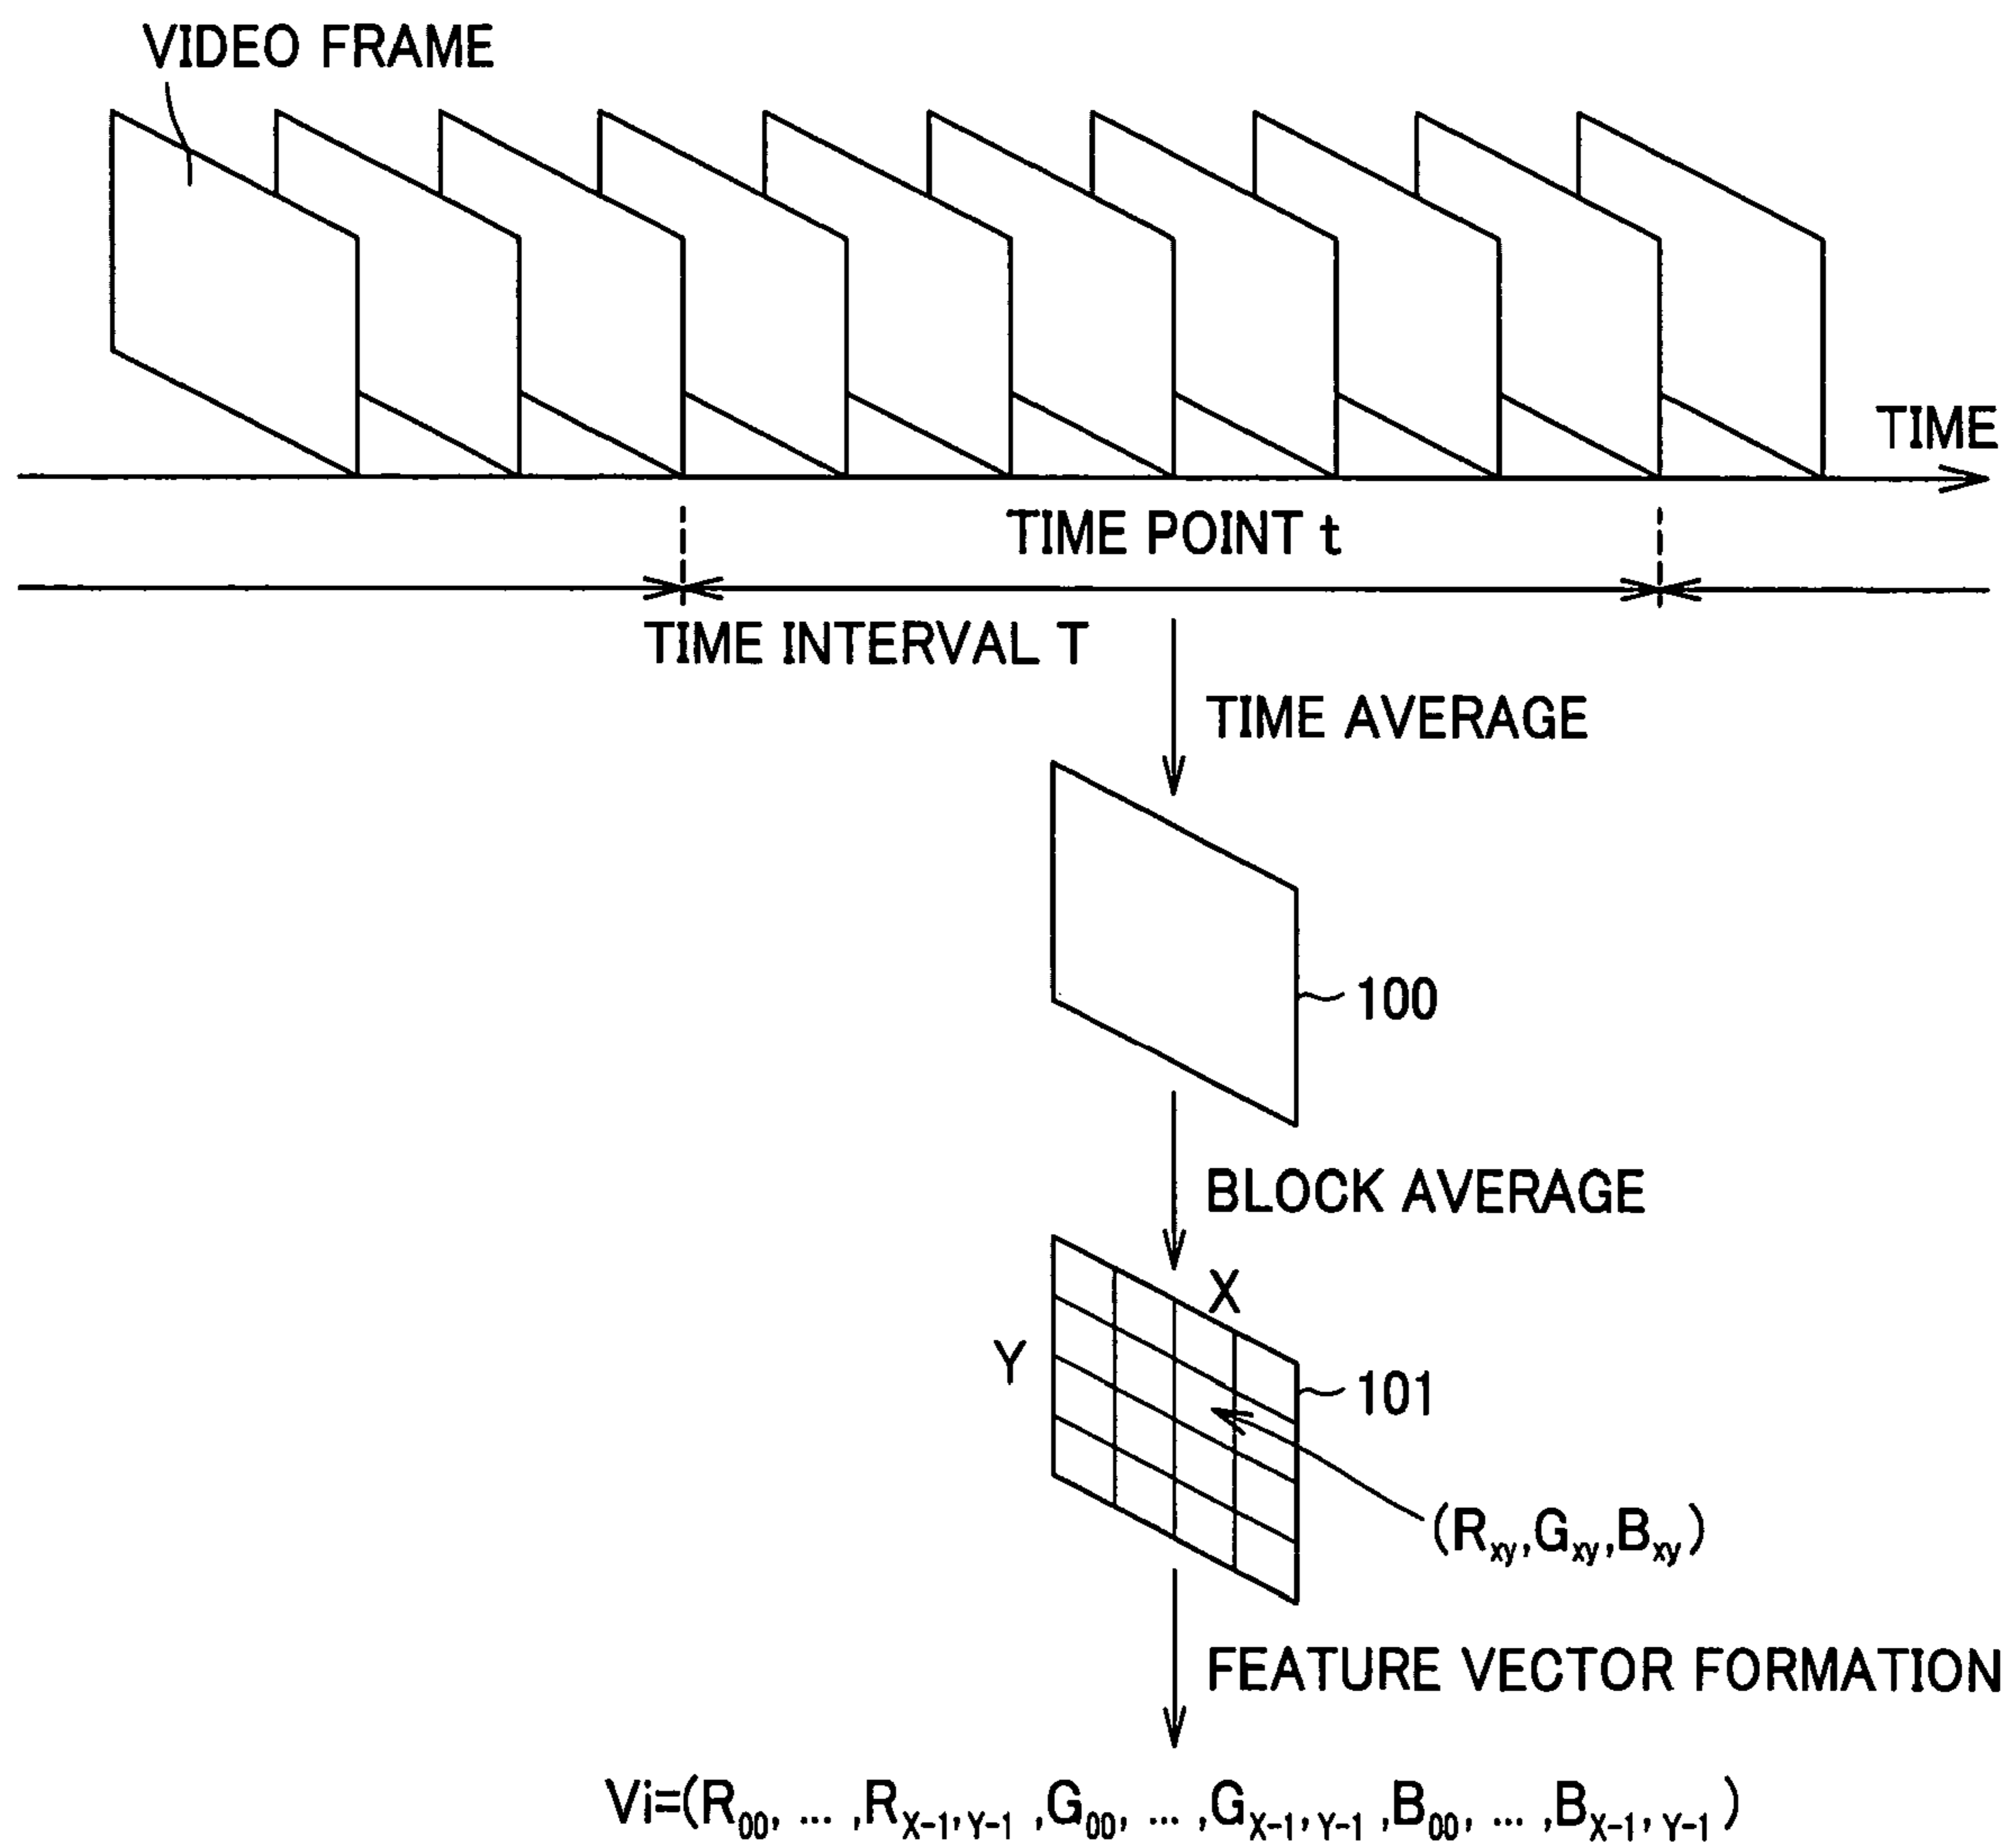 VIDEO FRAME
TIME
TIME POINT t
TIME INTERVAL T
TIME AVERAGE
100
BLOCK AVERAGE
X
Y
101
(Rxy,Gxy,Bxy)
FEATURE VECTOR FORMATION
Vi=(R00, ... ,RX-1,Y-1 ,G00, ... ,GX-1,Y-1 ,B00, ... ,BX-1,Y-1 )